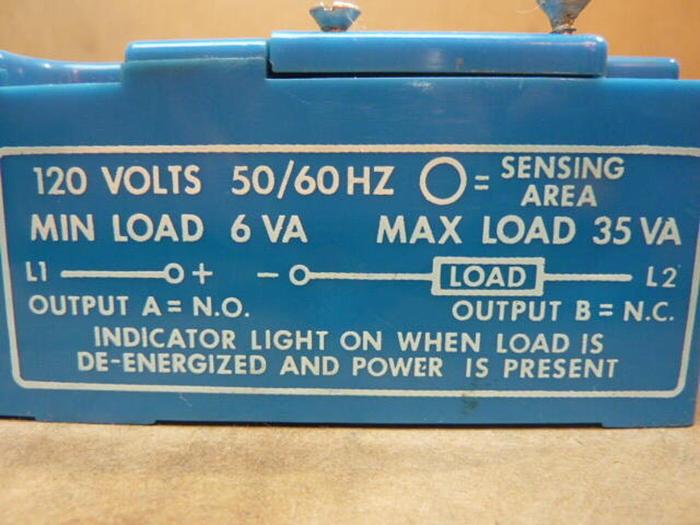 120 VOLTS 50/60 HZ = SENSING AREA
MIN LOAD 6 VA MAX LOAD 35 VA
L1 + - LOAD L2
OUTPUT A = N.O. OUTPUT B = N.C.
INDICATOR LIGHT ON WHEN LOAD IS
DE-ENERGIZED AND POWER IS PRESENT